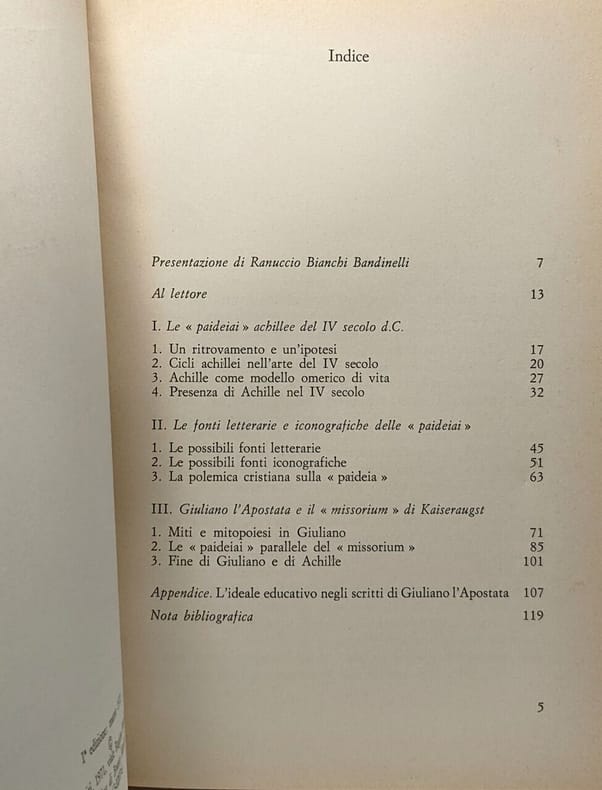 Indice
Presentazione di Ranuccio Bianchi Bandinelli 7
Al lettore 13
I. Le « paideiai » achillee del IV secolo d.C.
1. Un ritrovamento e un'ipotesi 17
2. Cicli achillei nell'arte del IV secolo 20
3. Achille come modello omerico di vita 27
4. Presenza di Achille nel IV secolo 32
II. Le fonti letterarie e iconografiche delle « paideiai »
1. Le possibili fonti letterarie 45
2. Le possibili fonti iconografiche 51
3. La polemica cristiana sulla « paideia » 63
III. Giuliano l'Apostata e il « missorium » di Kaiseraugst
1. Miti e mitopoiesi in Giuliano 71
2. Le « paideiai » parallele del « missorium » 85
3. Fine di Giuliano e di Achille 101
Appendice. L'ideale educativo negli scritti di Giuliano l'Apostata 107
Nota bibliografica 119
5
1ª edizione: